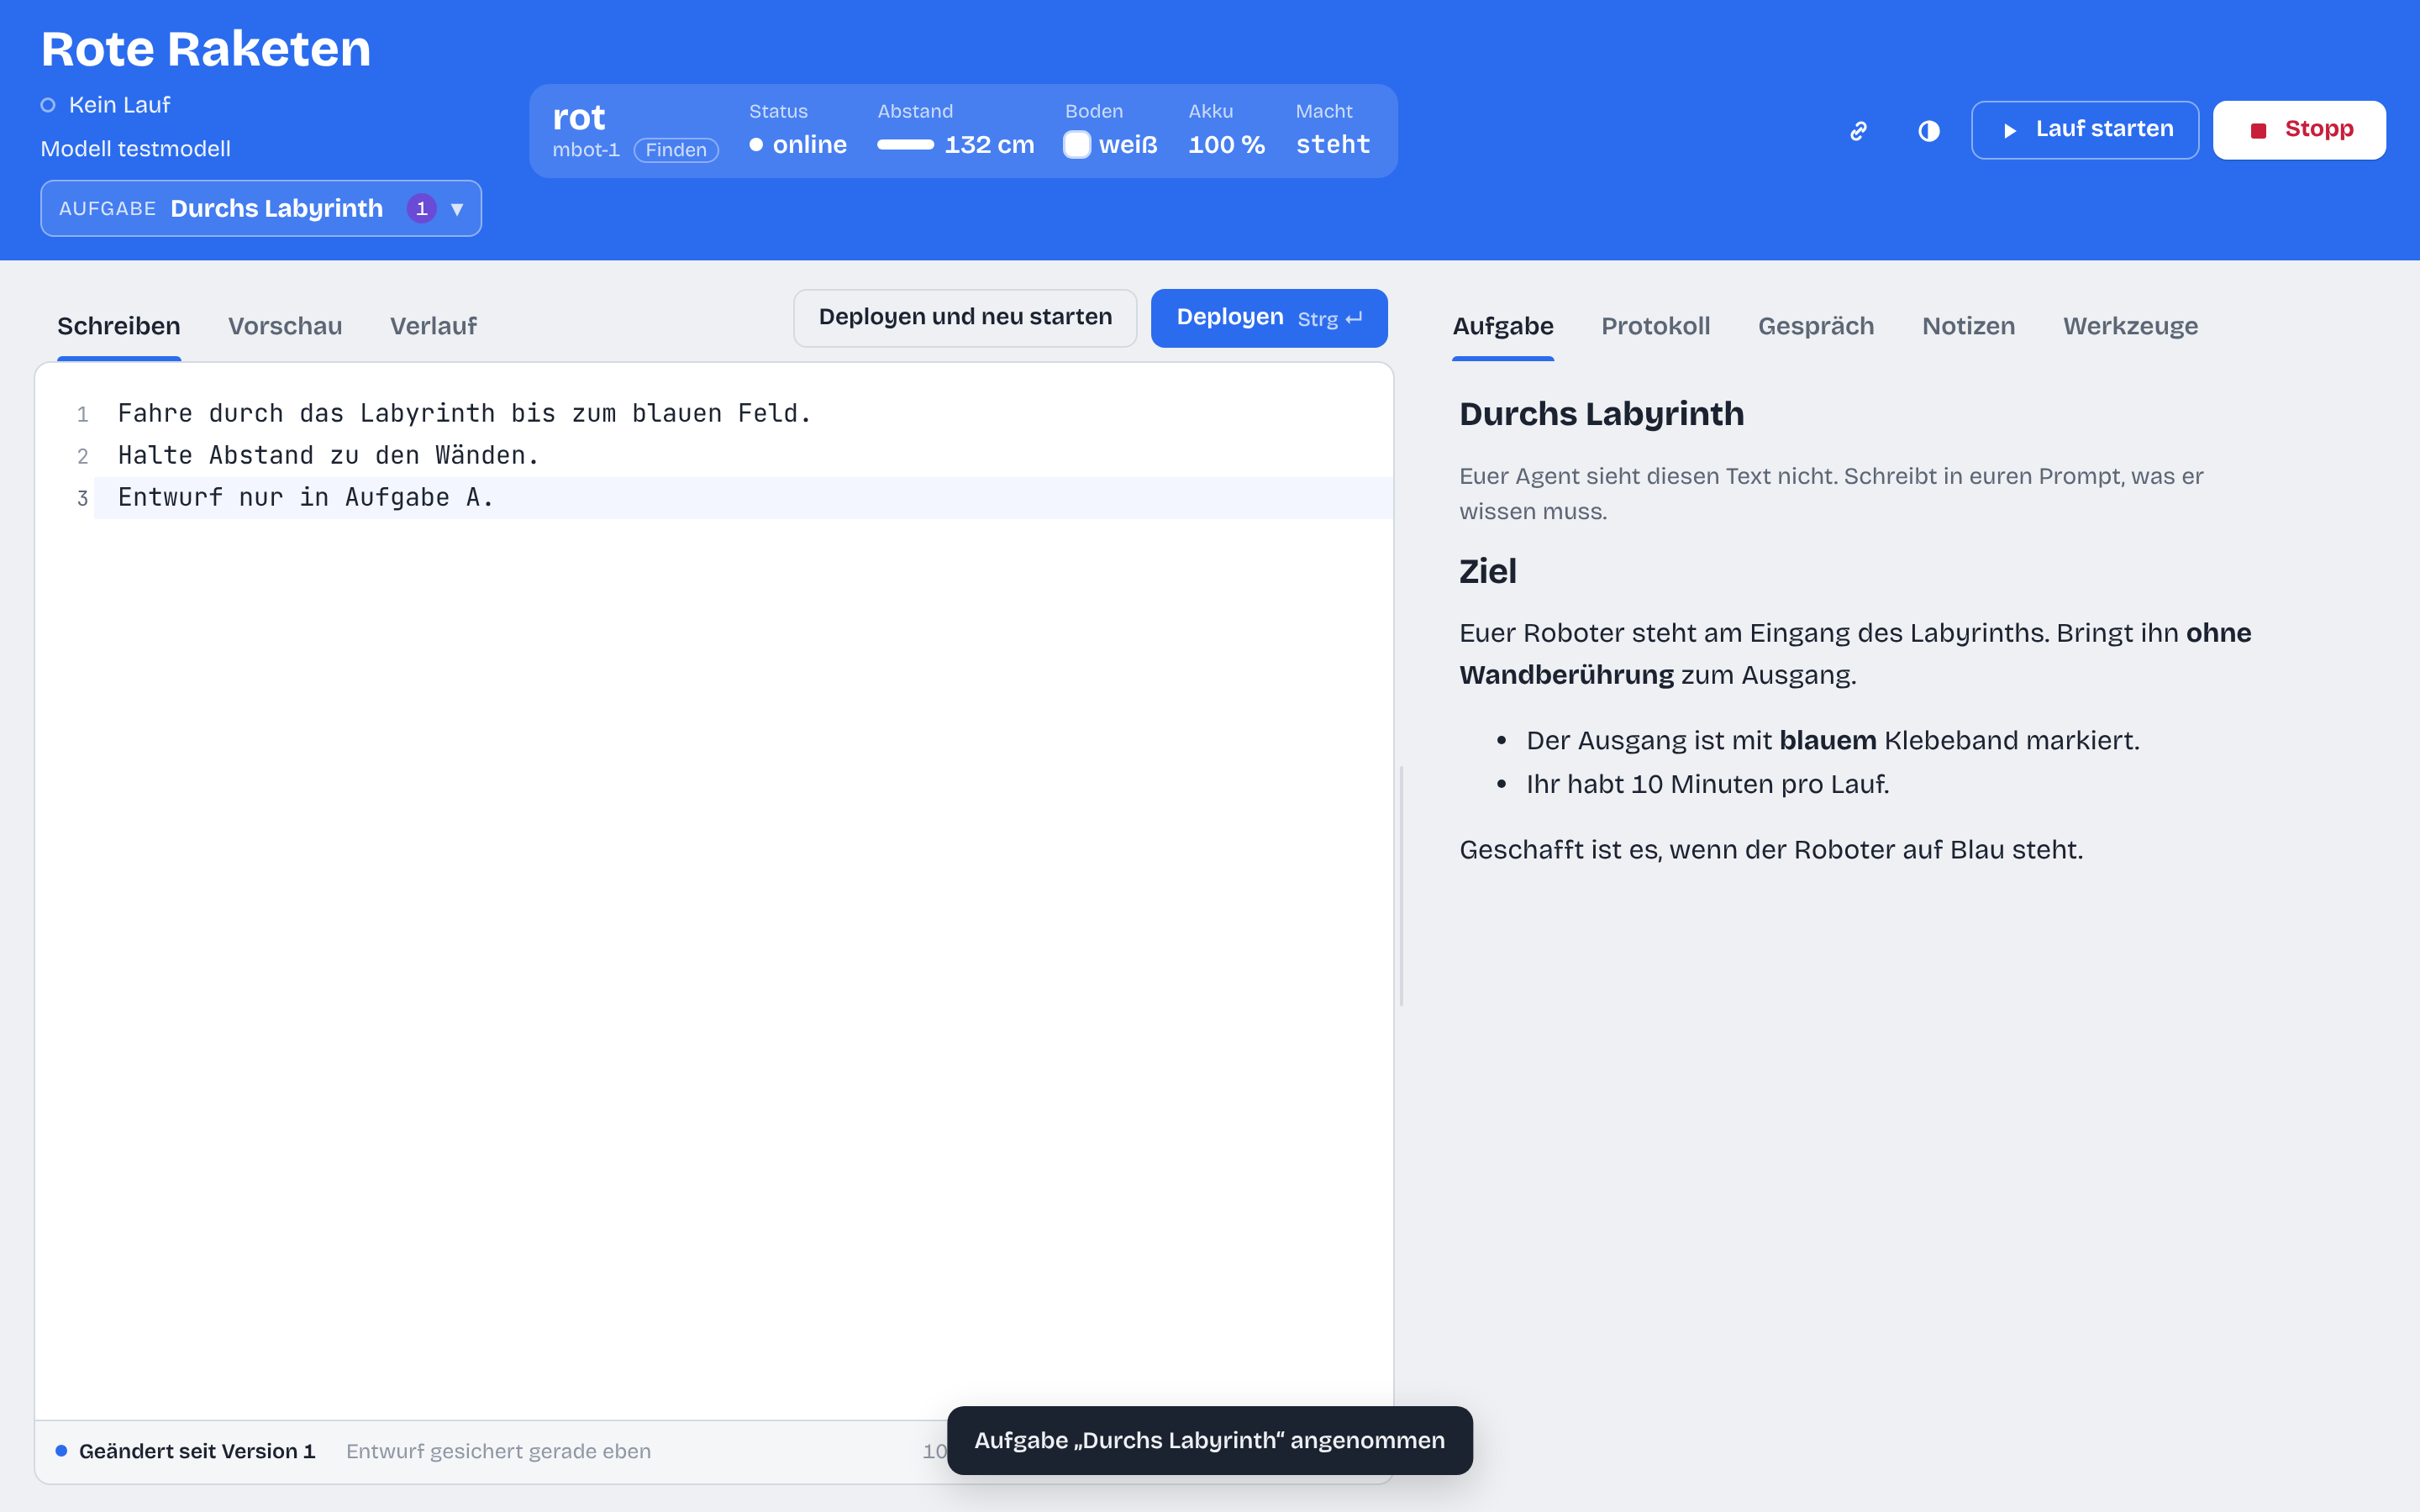 Rote Raketen
Kein Lauf
Modell testmodell
AUFGABE Durchs Labyrinth 1 ▼
rot
mbot-1 Finden
Status
online
Abstand
132 cm
Boden
weiß
Akku
100 %
Macht
steht
Lauf starten
Stopp
Schreiben Vorschau Verlauf
Deployen und neu starten
Deployen Strg ↵
1 Fahre durch das Labyrinth bis zum blauen Feld.
2 Halte Abstand zu den Wänden.
3 Entwurf nur in Aufgabe A.
Geändert seit Version 1 Entwurf gesichert gerade eben
Aufgabe „Durchs Labyrinth“ angenommen
Aufgabe Protokoll Gespräch Notizen Werkzeuge
Durchs Labyrinth
Euer Agent sieht diesen Text nicht. Schreibt in euren Prompt, was er
wissen muss.
Ziel
Euer Roboter steht am Eingang des Labyrinths. Bringt ihn ohne
Wandberührung zum Ausgang.
• Der Ausgang ist mit blauem Klebeband markiert.
• Ihr habt 10 Minuten pro Lauf.
Geschafft ist es, wenn der Roboter auf Blau steht.